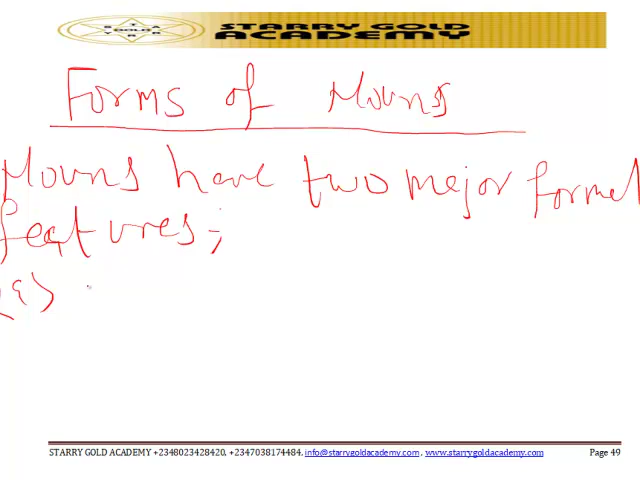 STARRY GOLD
ACADEMY
Forms of Nouns
Nouns have two major formal
features;
(a)
STARRY GOLD ACADEMY +2348023428420, +2347038174484, info@starrygoldacademy.com, www.starrygoldacademy.com Page 49